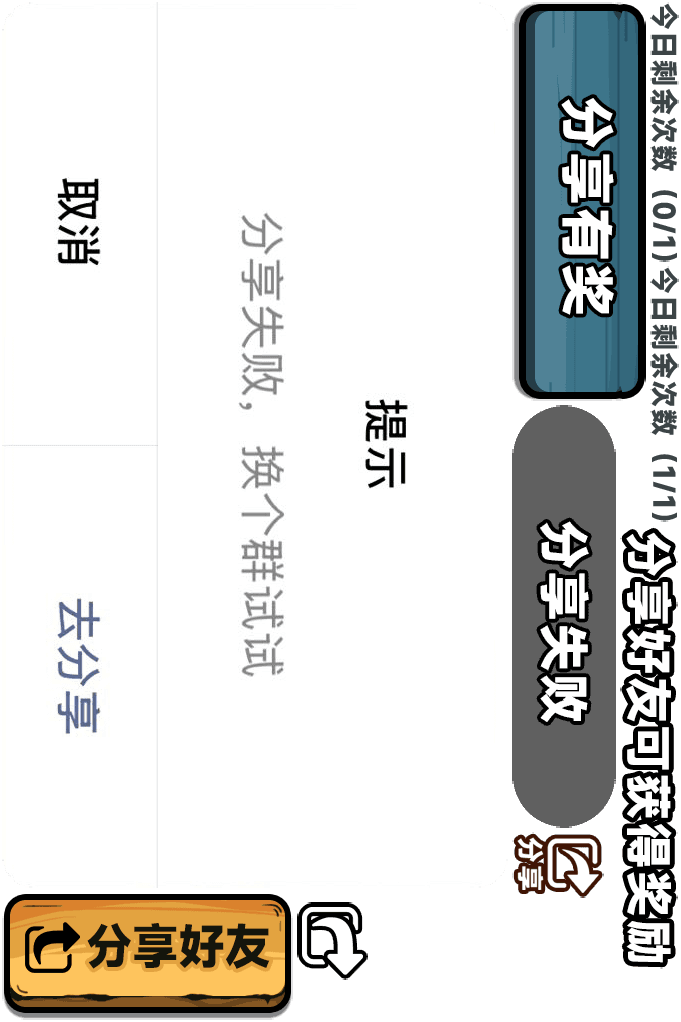 今日剩余次数（0/1）
今日剩余次数（1/1）
分享有奖
分享好友可获得奖励
分享失败
分享
提示
分享失败，换个群试试
取消
去分享
分享好友